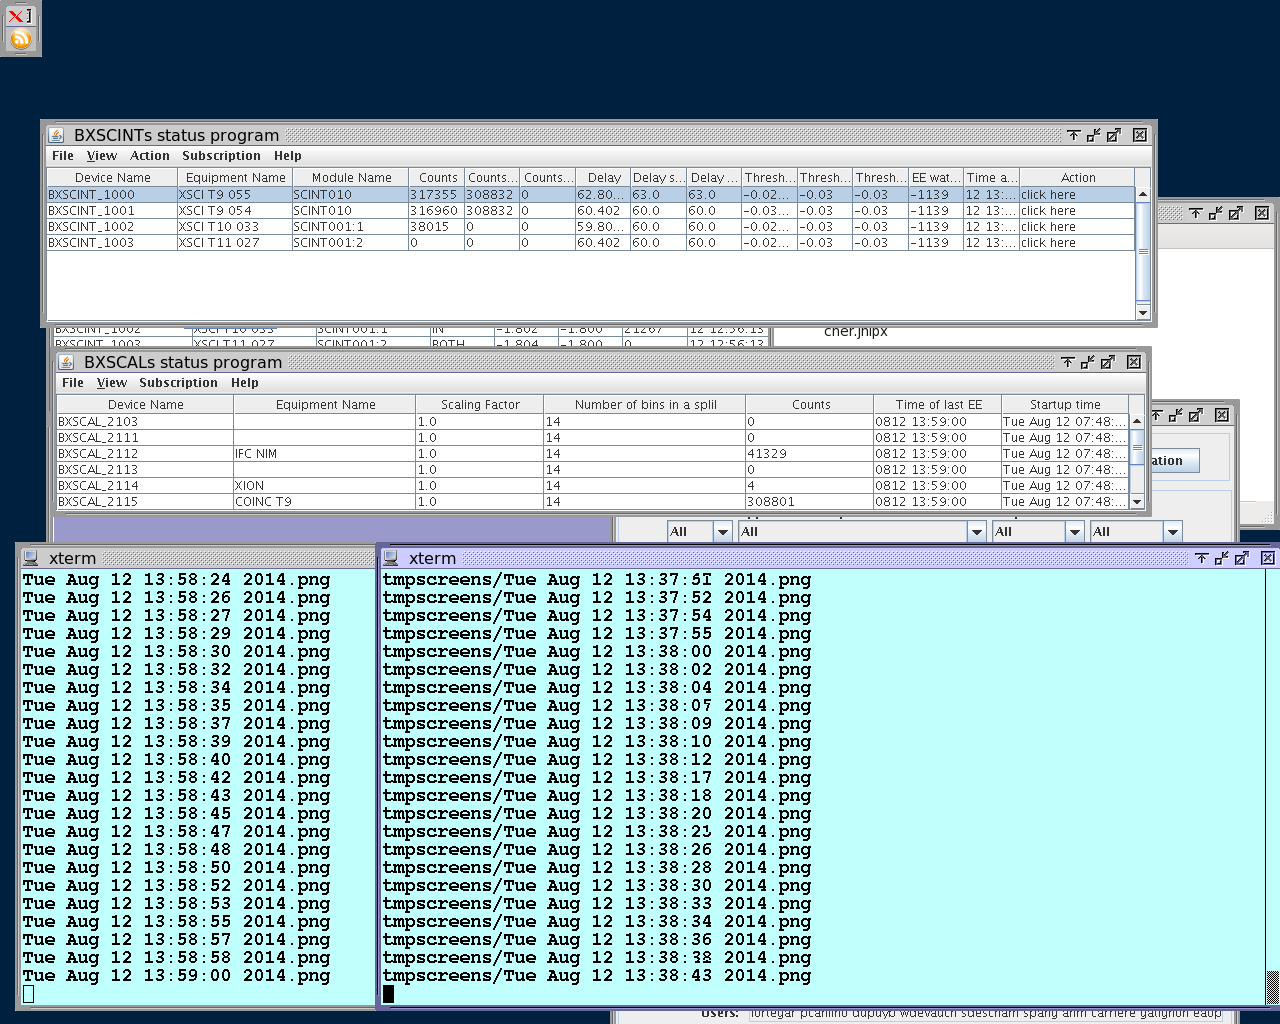 BXSCINTs status program
File View Action Subscription Help
Device Name Equipment Name Module Name Counts Counts... Counts... Delay Delay s... Delay ... Thresh... Thresh... Thresh... EE wat... Time a... Action
BXSCINT_1000 XSCI T9 055 SCINT010 317355 308832 0 62.80... 63.0 63.0 -0.02... -0.03 -0.03 -1139 12 13:... click here
BXSCINT_1001 XSCI T9 054 SCINT010 316960 308832 0 60.402 60.0 60.0 -0.03... -0.03 -0.03 -1139 12 13:... click here
BXSCINT_1002 XSCI T10 033 SCINT001:1 38015 0 0 59.80... 60.0 60.0 -0.02... -0.03 -0.03 -1139 12 13:... click here
BXSCINT_1003 XSCI T11 027 SCINT001:2 0 0 0 60.402 60.0 60.0 -0.02... -0.03 -0.03 -1139 12 13:... click here
BXSCINT_1002 XSCI T10 033 SCINT001:1 IN -1.802 -1.800 21267 12 12:56:13
cher.jnlpx
BXSCINT_1003 XSCI T11 027 SCINT001:2 BOTH -1.804 -1.800 0 12 12:56:13
BXSCALs status program
File View Subscription Help
Device Name Equipment Name Scaling Factor Number of bins in a splil Counts Time of last EE Startup time
BXSCAL_2103 1.0 14 0 0812 13:59:00 Tue Aug 12 07:48:...
BXSCAL_2111 1.0 14 0 0812 13:59:00 Tue Aug 12 07:48:...
BXSCAL_2112 IFC NIM 1.0 14 41329 0812 13:59:00 Tue Aug 12 07:48:...
BXSCAL_2113 1.0 14 0 0812 13:59:00 Tue Aug 12 07:48:...
BXSCAL_2114 XION 1.0 14 4 0812 13:59:00 Tue Aug 12 07:48:...
BXSCAL_2115 COINC T9 1.0 14 308801 0812 13:59:00 Tue Aug 12 07:48:...
ation
All All All All
xterm
Tue Aug 12 13:58:24 2014.png
Tue Aug 12 13:58:26 2014.png
Tue Aug 12 13:58:27 2014.png
Tue Aug 12 13:58:29 2014.png
Tue Aug 12 13:58:30 2014.png
Tue Aug 12 13:58:32 2014.png
Tue Aug 12 13:58:34 2014.png
Tue Aug 12 13:58:35 2014.png
Tue Aug 12 13:58:37 2014.png
Tue Aug 12 13:58:39 2014.png
Tue Aug 12 13:58:40 2014.png
Tue Aug 12 13:58:42 2014.png
Tue Aug 12 13:58:43 2014.png
Tue Aug 12 13:58:45 2014.png
Tue Aug 12 13:58:47 2014.png
Tue Aug 12 13:58:48 2014.png
Tue Aug 12 13:58:50 2014.png
Tue Aug 12 13:58:52 2014.png
Tue Aug 12 13:58:53 2014.png
Tue Aug 12 13:58:55 2014.png
Tue Aug 12 13:58:57 2014.png
Tue Aug 12 13:58:58 2014.png
Tue Aug 12 13:59:00 2014.png
xterm
tmpscreens/Tue Aug 12 13:37:51 2014.png
tmpscreens/Tue Aug 12 13:37:52 2014.png
tmpscreens/Tue Aug 12 13:37:54 2014.png
tmpscreens/Tue Aug 12 13:37:55 2014.png
tmpscreens/Tue Aug 12 13:38:00 2014.png
tmpscreens/Tue Aug 12 13:38:02 2014.png
tmpscreens/Tue Aug 12 13:38:04 2014.png
tmpscreens/Tue Aug 12 13:38:07 2014.png
tmpscreens/Tue Aug 12 13:38:09 2014.png
tmpscreens/Tue Aug 12 13:38:10 2014.png
tmpscreens/Tue Aug 12 13:38:12 2014.png
tmpscreens/Tue Aug 12 13:38:17 2014.png
tmpscreens/Tue Aug 12 13:38:18 2014.png
tmpscreens/Tue Aug 12 13:38:20 2014.png
tmpscreens/Tue Aug 12 13:38:21 2014.png
tmpscreens/Tue Aug 12 13:38:26 2014.png
tmpscreens/Tue Aug 12 13:38:28 2014.png
tmpscreens/Tue Aug 12 13:38:30 2014.png
tmpscreens/Tue Aug 12 13:38:33 2014.png
tmpscreens/Tue Aug 12 13:38:34 2014.png
tmpscreens/Tue Aug 12 13:38:36 2014.png
tmpscreens/Tue Aug 12 13:38:38 2014.png
tmpscreens/Tue Aug 12 13:38:43 2014.png
Users: